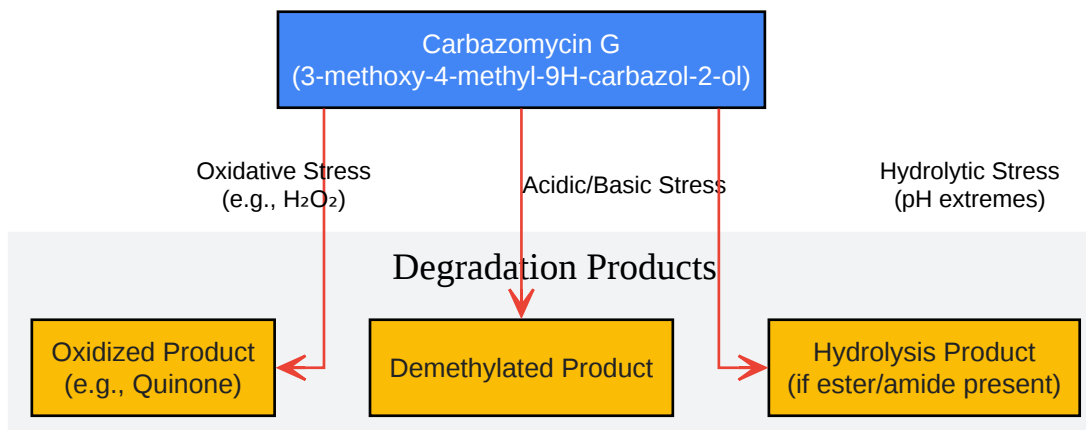 Carbazomycin G
(3-methoxy-4-methyl-9H-carbazol-2-ol)
Oxidative Stress
(e.g., H₂O₂)
Acidic/Basic Stress
Hydrolytic Stress
(pH extremes)
Degradation Products
Oxidized Product
(e.g., Quinone)
Demethylated Product
Hydrolysis Product
(if ester/amide present)